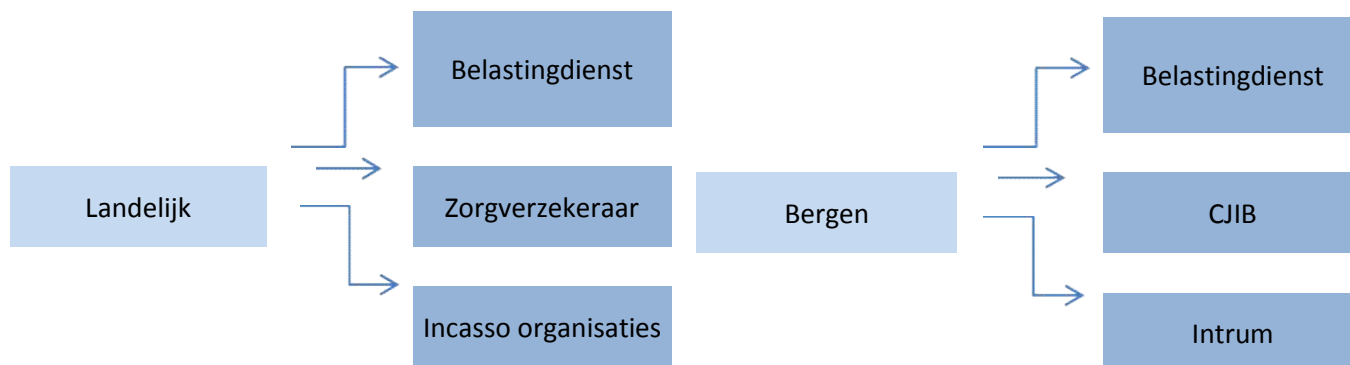 Landelijk
Belastingdienst
Zorgverzekeraar
Incasso organisaties
Bergen
Belastingdienst
CJIB
Intrum